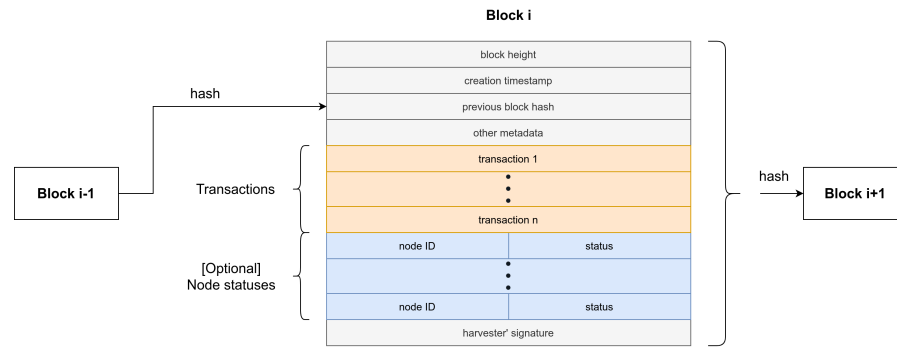 Block i
block height
creation timestamp
hash
previous block hash
other metadata
transaction 1
Transactions
transaction n
Block i-1
hash
Block i+1
node ID status
[Optional]
Node statuses
node ID status
harvester' signature